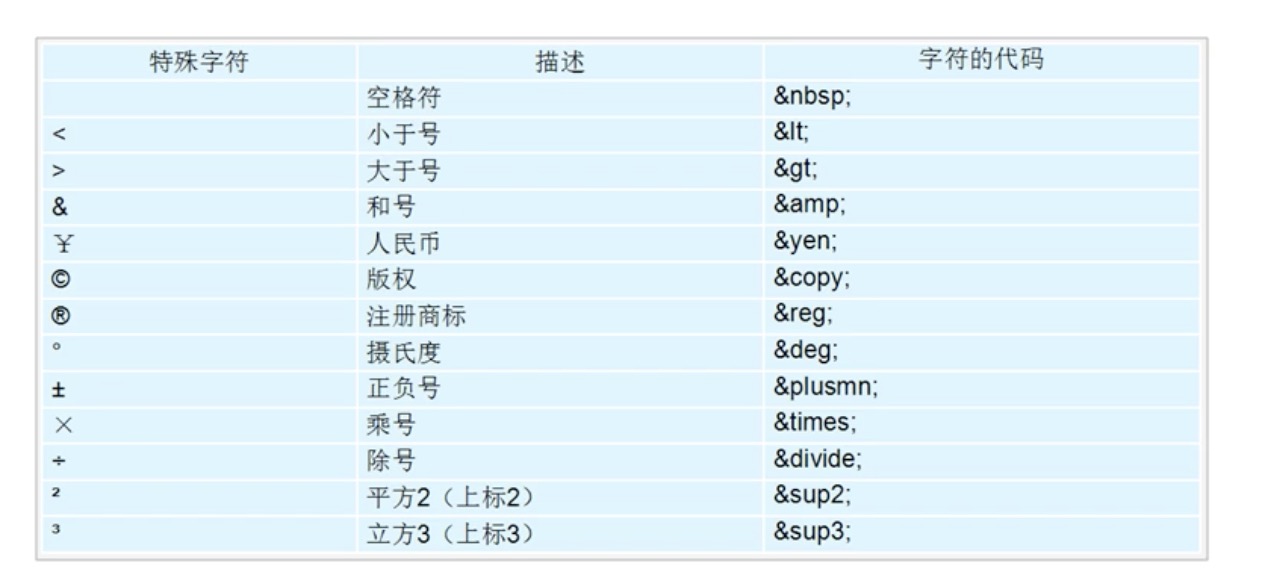 特殊字符 描述 字符的代码
空格符 &nbsp;
< 小于号 &lt;
> 大于号 &gt;
& 和号 &amp;
¥ 人民币 &yen;
© 版权 &copy;
® 注册商标 &reg;
° 摄氏度 &deg;
± 正负号 &plusmn;
× 乘号 &times;
÷ 除号 &divide;
² 平方2（上标2） &sup2;
³ 立方3（上标3） &sup3;